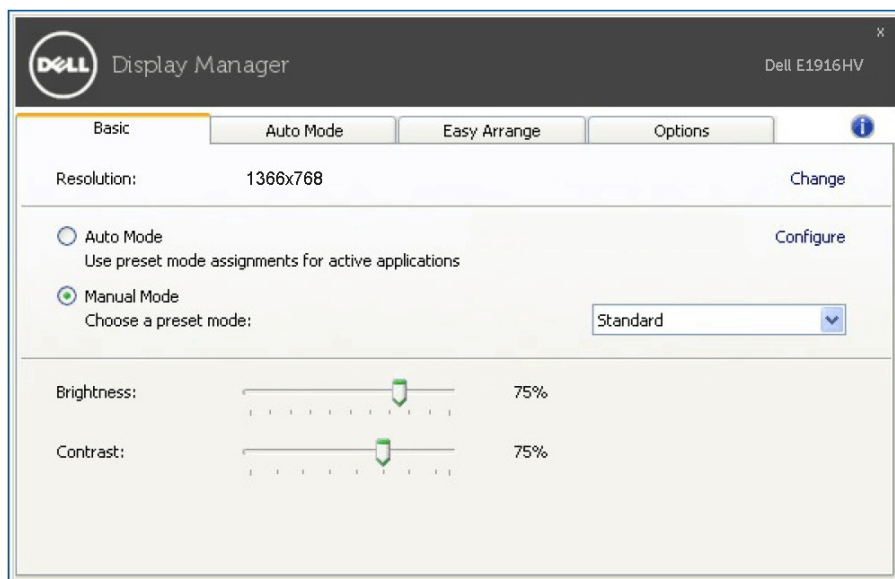 DELL Display Manager
x
Dell E1916HV
Basic Auto Mode Easy Arrange Options i
Resolution: 1366x768 Change
Auto Mode Configure
Use preset mode assignments for active applications
Manual Mode
Choose a preset mode: Standard
Brightness: 75%
Contrast: 75%